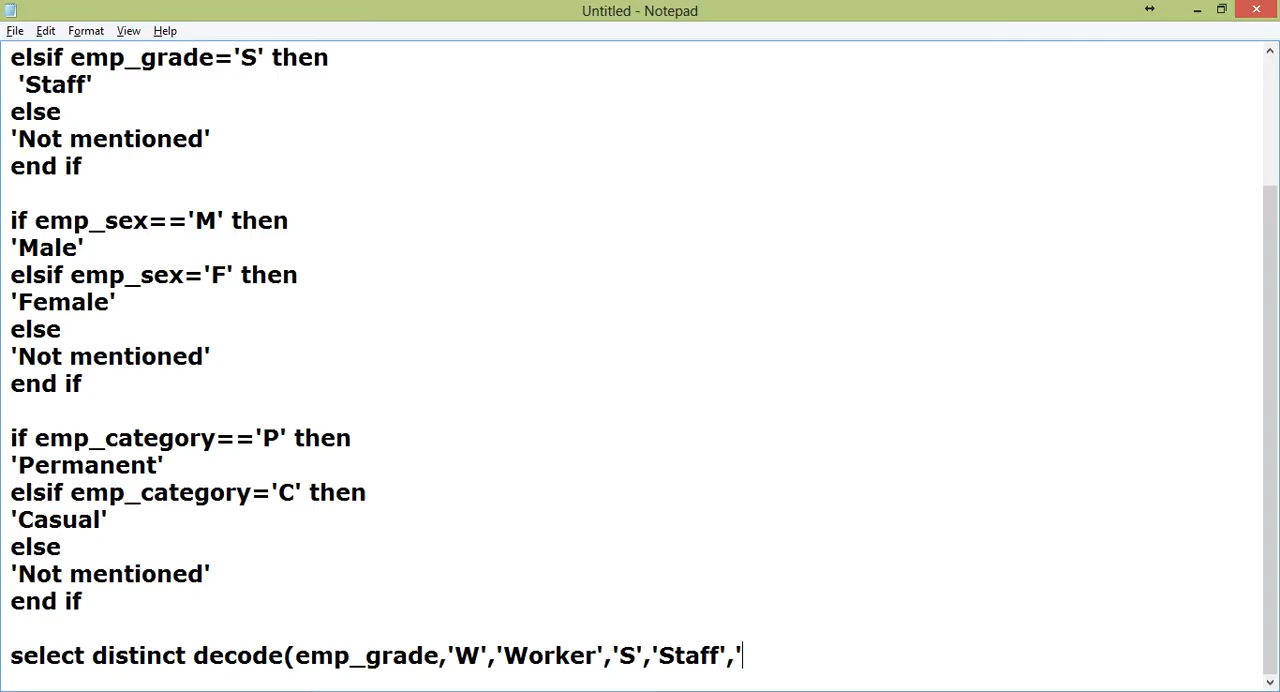 Untitled - Notepad
File Edit Format View Help
elsif emp_grade='S' then
'Staff'
else
'Not mentioned'
end if
if emp_sex=='M' then
'Male'
elsif emp_sex='F' then
'Female'
else
'Not mentioned'
end if
if emp_category=='P' then
'Permanent'
elsif emp_category='C' then
'Casual'
else
'Not mentioned'
end if
select distinct decode(emp_grade,'W','Worker','S','Staff','